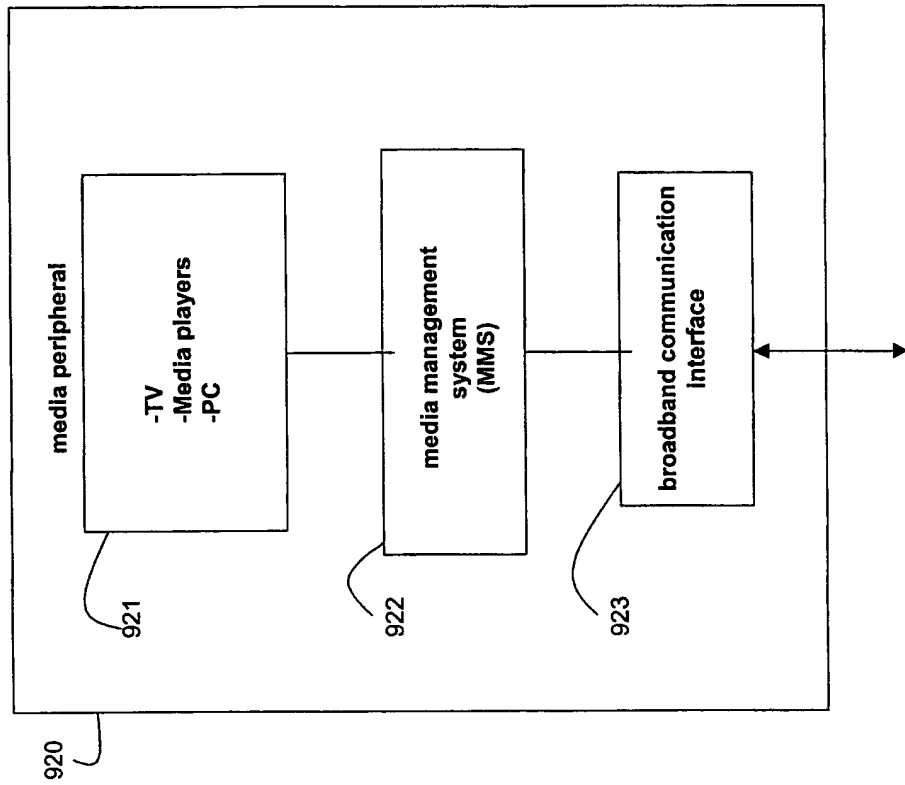 media peripheral
-TV
-Media players
-PC
921
media management
system
(MMS)
922
broadband communication
interface
923
920